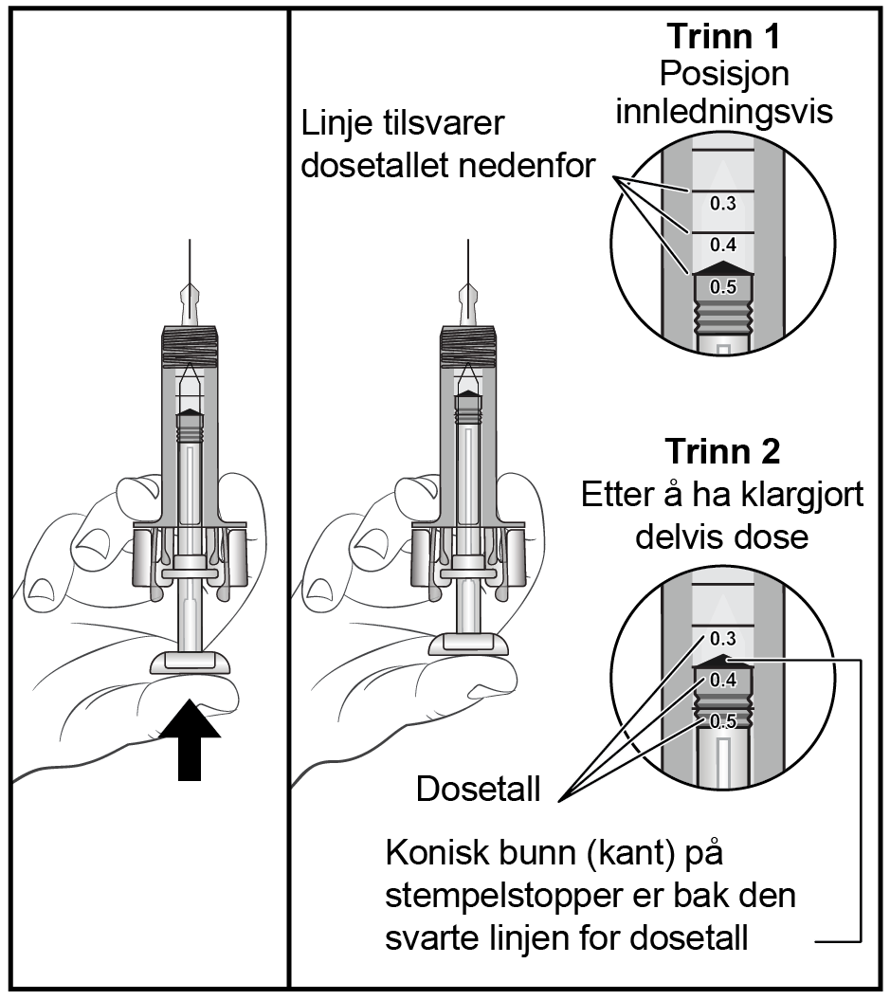 Trinn 1
Posisjon
innledningsvis
Linje tilsvarer
dosetallet nedenfor
0.3
0.4
0.5
Trinn 2
Etter å ha klargjort
delvis dose
0.3
0.4
0.5
Dosetall
Konisk bunn (kant) på
stempelstopper er bak den
svarte linjen for dosetall